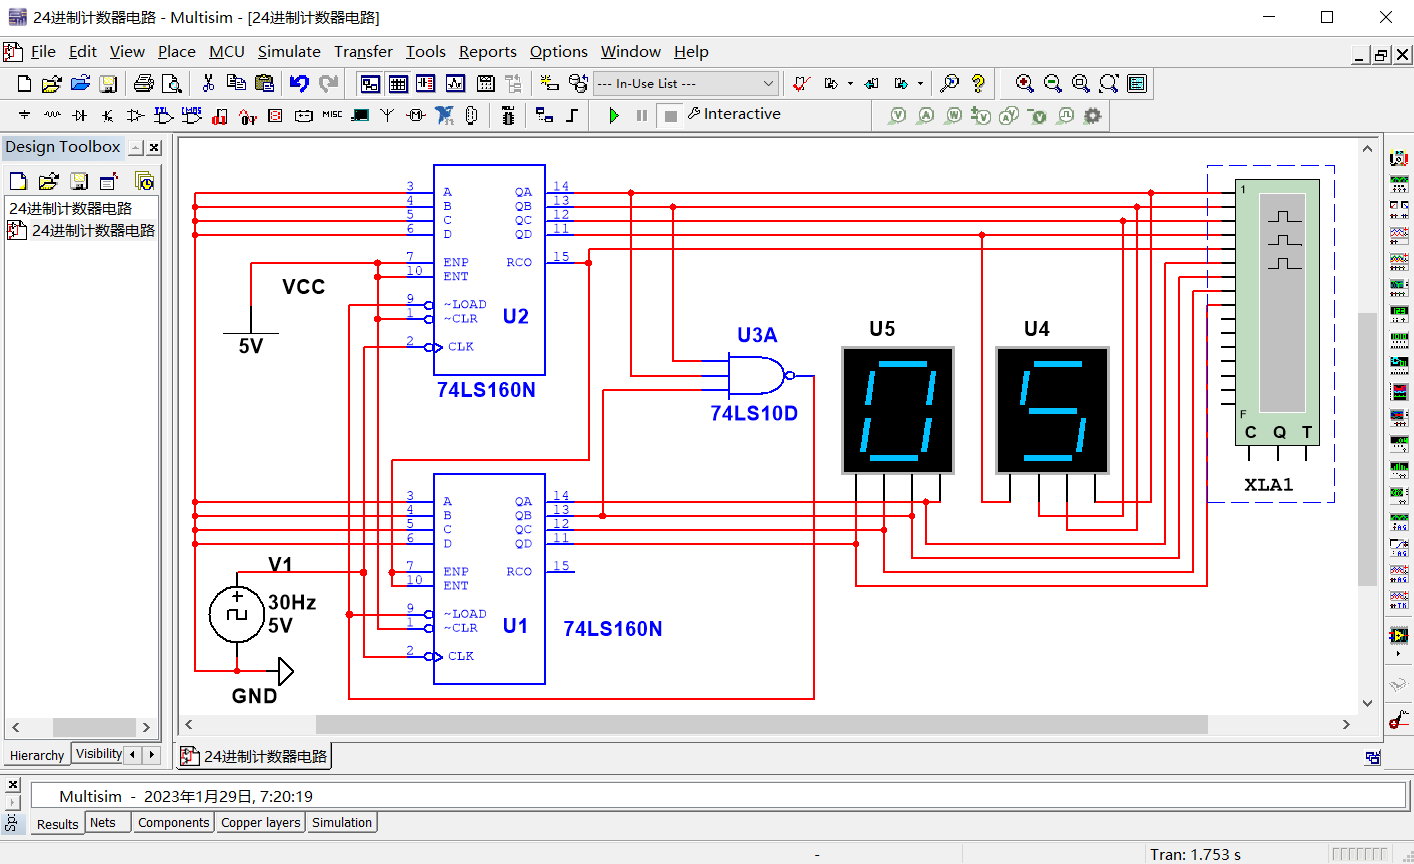 24进制计数器电路 - Multisim - [24进制计数器电路]
File Edit View Place MCU Simulate Transfer Tools Reports Options Window Help
--- In-Use List ---
MISC
Interactive
Design Toolbox
24进制计数器电路
24进制计数器电路
Hierarchy Visibility
3 A QA 14
4 B QB 13
5 C QC 12
6 D QD 11
7 ENP RCO 15
10 ENT
9 ~LOAD
1 ~CLR
U2
2 CLK
74LS160N
VCC
5V
U3A
74LS10D
U5
U4
1
F
C Q T
XLA1
3 A QA 14
4 B QB 13
5 C QC 12
6 D QD 11
7 ENP RCO 15
10 ENT
9 ~LOAD
1 ~CLR
U1
2 CLK
74LS160N
V1
30Hz
5V
GND
24进制计数器电路
Multisim - 2023年1月29日, 7:20:19
Results Nets Components Copper layers Simulation
-
Tran: 1.753 s